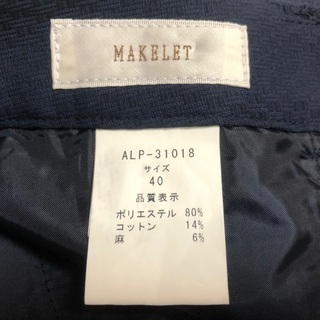 MAKELET
ALP-31018
サイズ
40
品質表示
ポリエステル 80%
コットン 14%
麻 6%